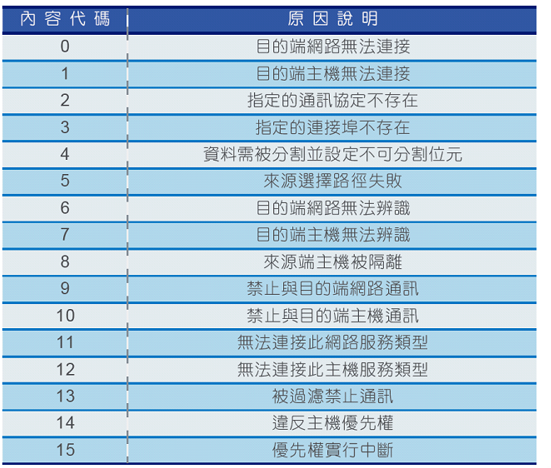 內容代碼 原因說明
0 目的端網路無法連接
1 目的端主機無法連接
2 指定的通訊協定不存在
3 指定的連接埠不存在
4 資料需被分割並設定不可分割位元
5 來源選擇路徑失敗
6 目的端網路無法辨識
7 目的端主機無法辨識
8 來源端主機被隔離
9 禁止與目的端網路通訊
10 禁止與目的端主機通訊
11 無法連接此網路服務類型
12 無法連接此主機服務類型
13 被過濾禁止通訊
14 違反主機優先權
15 優先權實行中斷